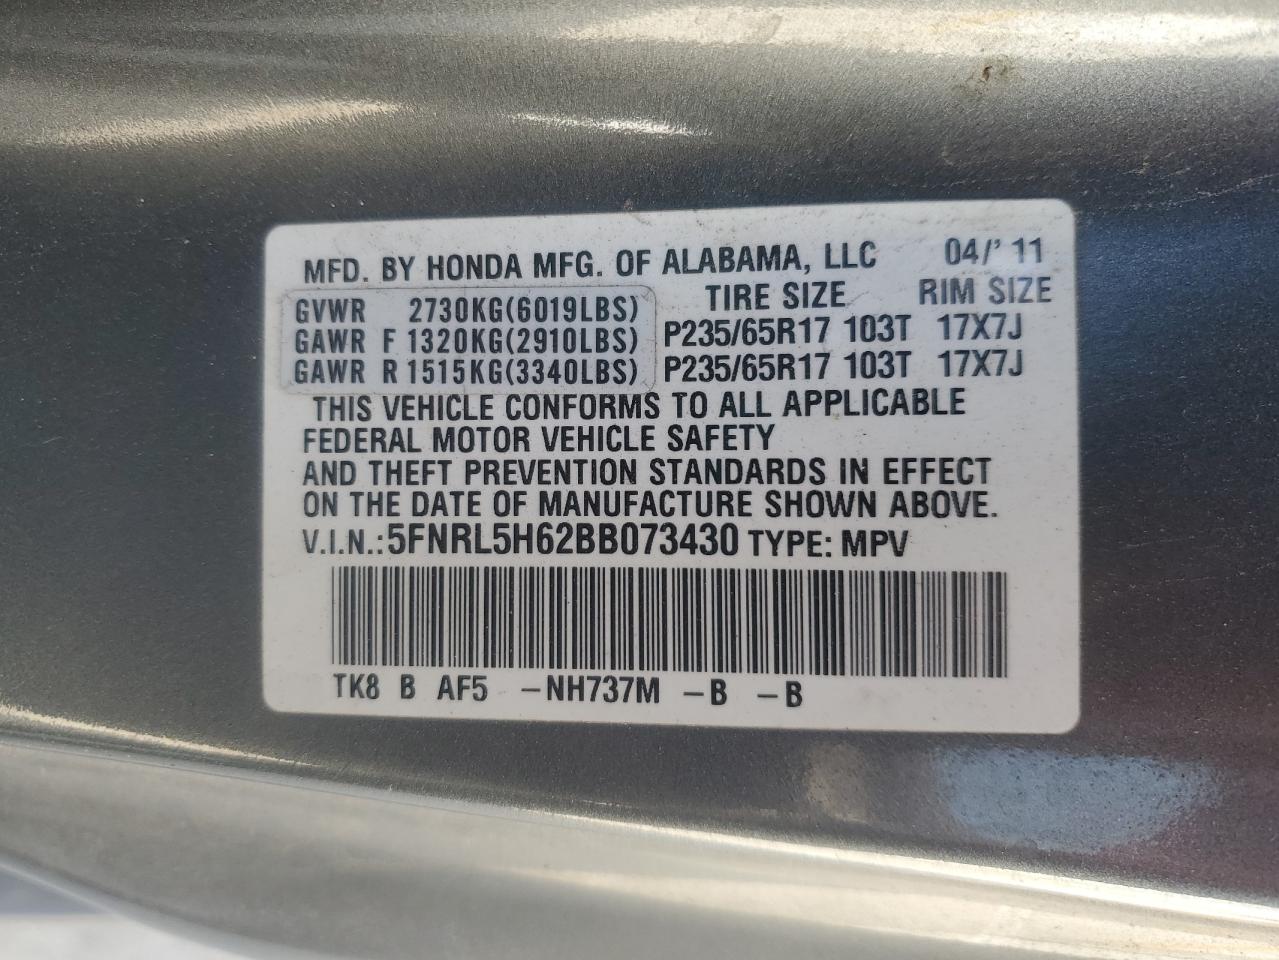 MFD. BY HONDA MFG. OF ALABAMA, LLC 04/' 11
TIRE SIZE RIM SIZE
GVWR 2730KG(6019LBS)
GAWR F 1320KG(2910LBS) P235/65R17 103T 17X7J
GAWR R 1515KG(3340LBS) P235/65R17 103T 17X7J
THIS VEHICLE CONFORMS TO ALL APPLICABLE
FEDERAL MOTOR VEHICLE SAFETY
AND THEFT PREVENTION STANDARDS IN EFFECT
ON THE DATE OF MANUFACTURE SHOWN ABOVE.
V.I.N.:5FNRL5H62BB073430 TYPE: MPV
TK8 B AF5 -NH737M -B -B